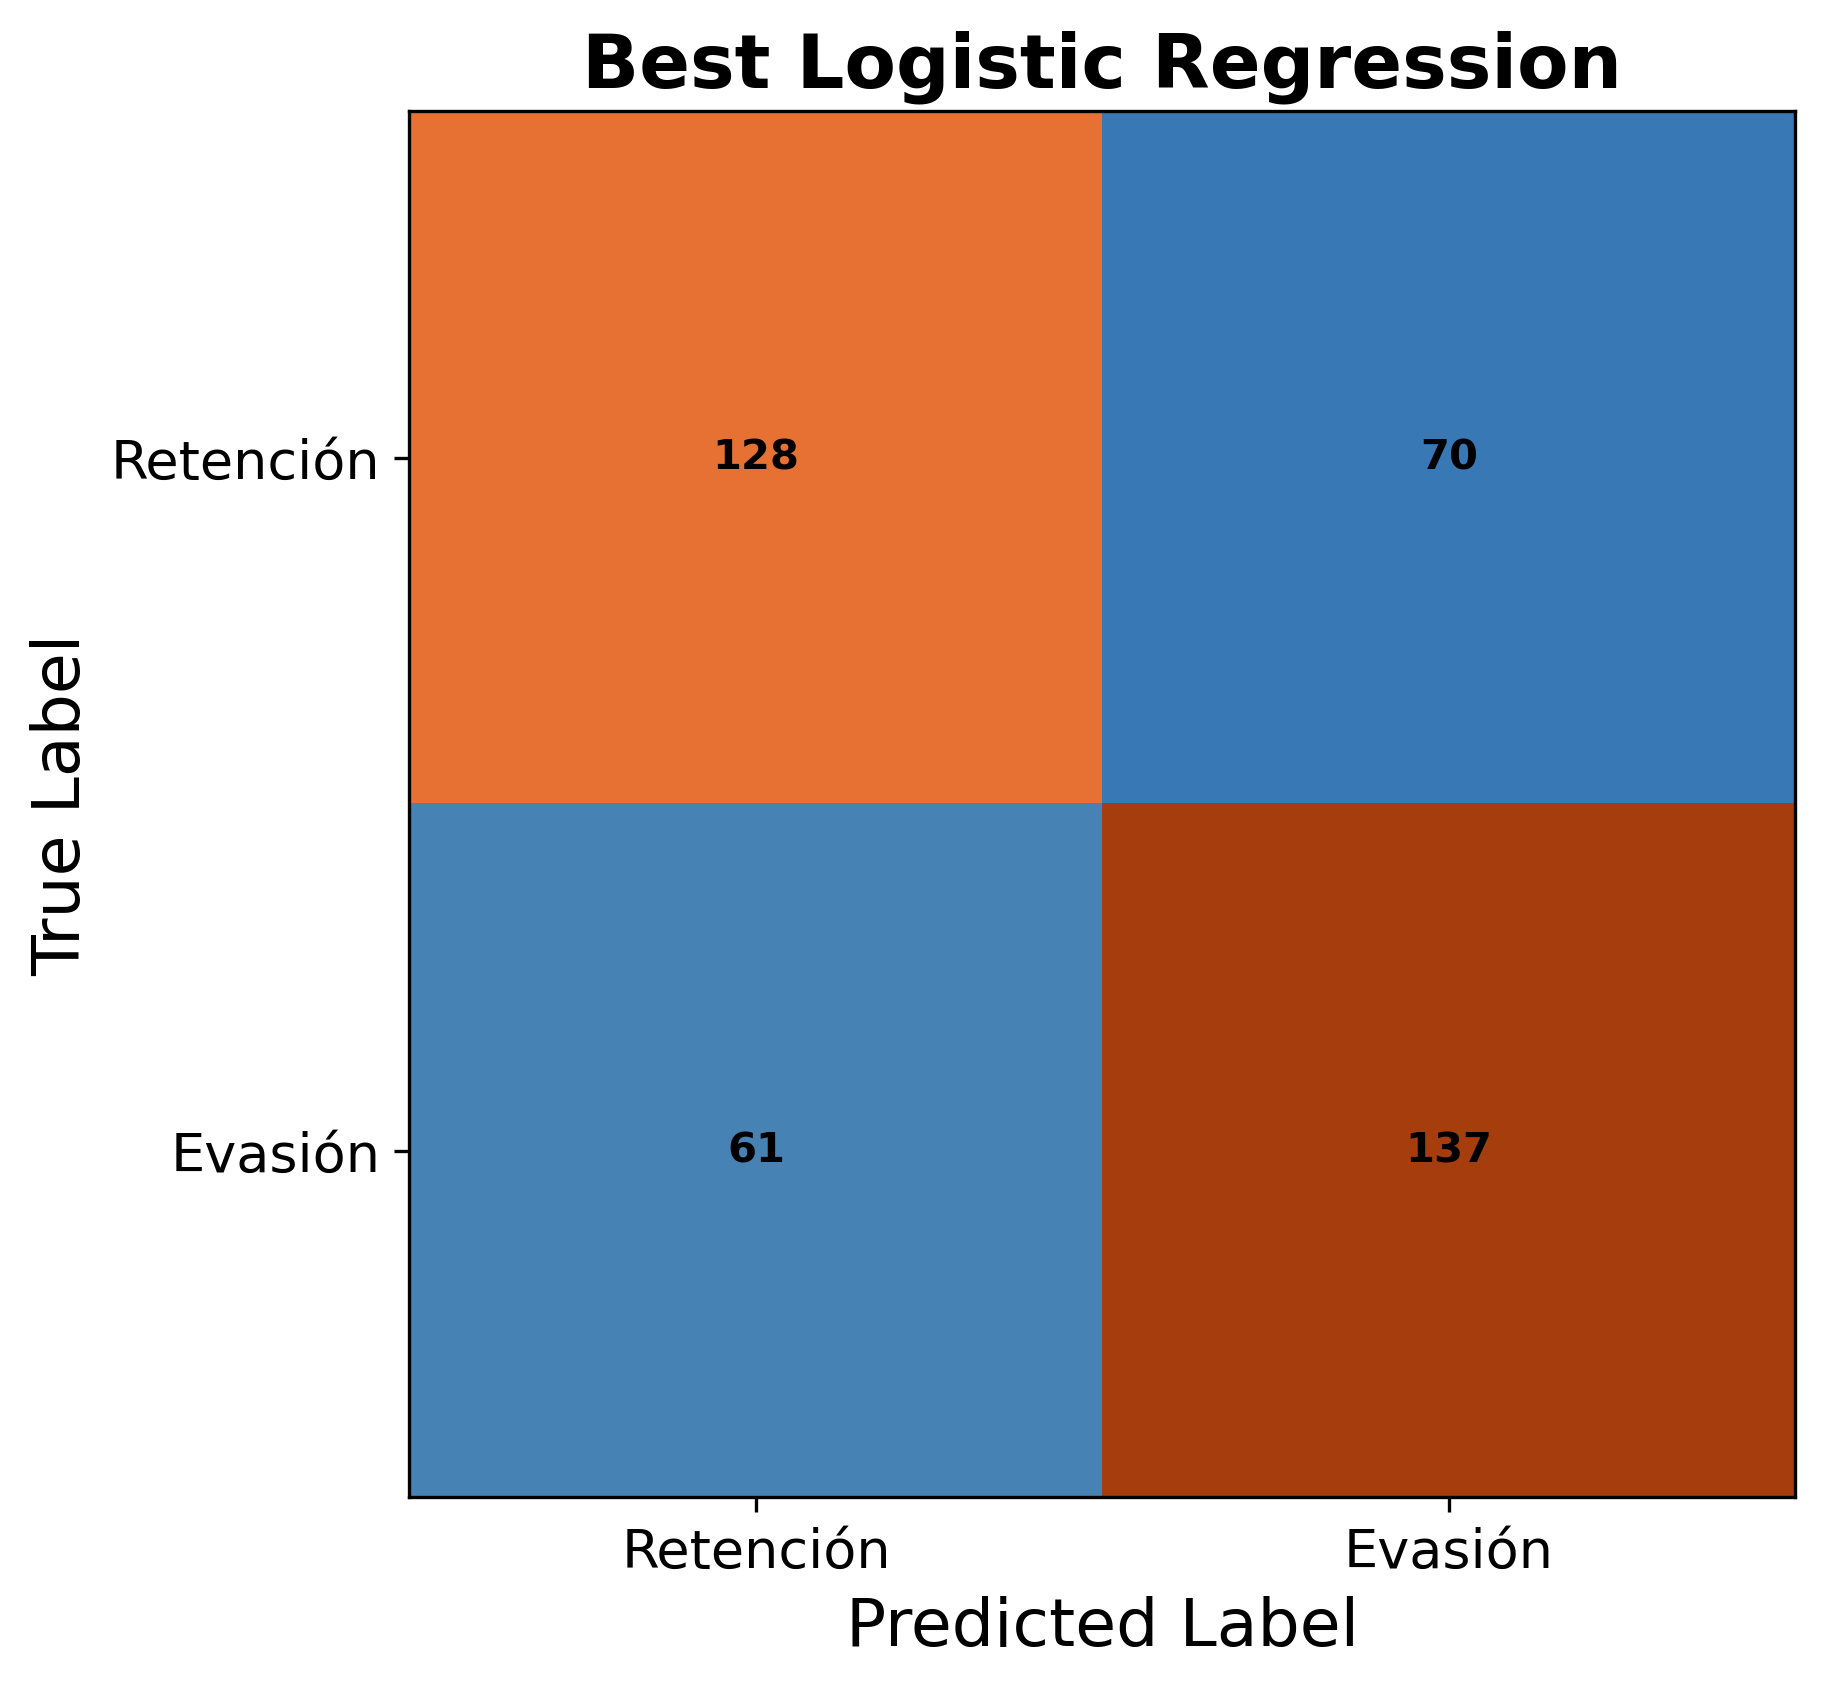 Best Logistic Regression
True Label
Retención
128
70
Evasión
61
137
Retención
Evasión
Predicted Label